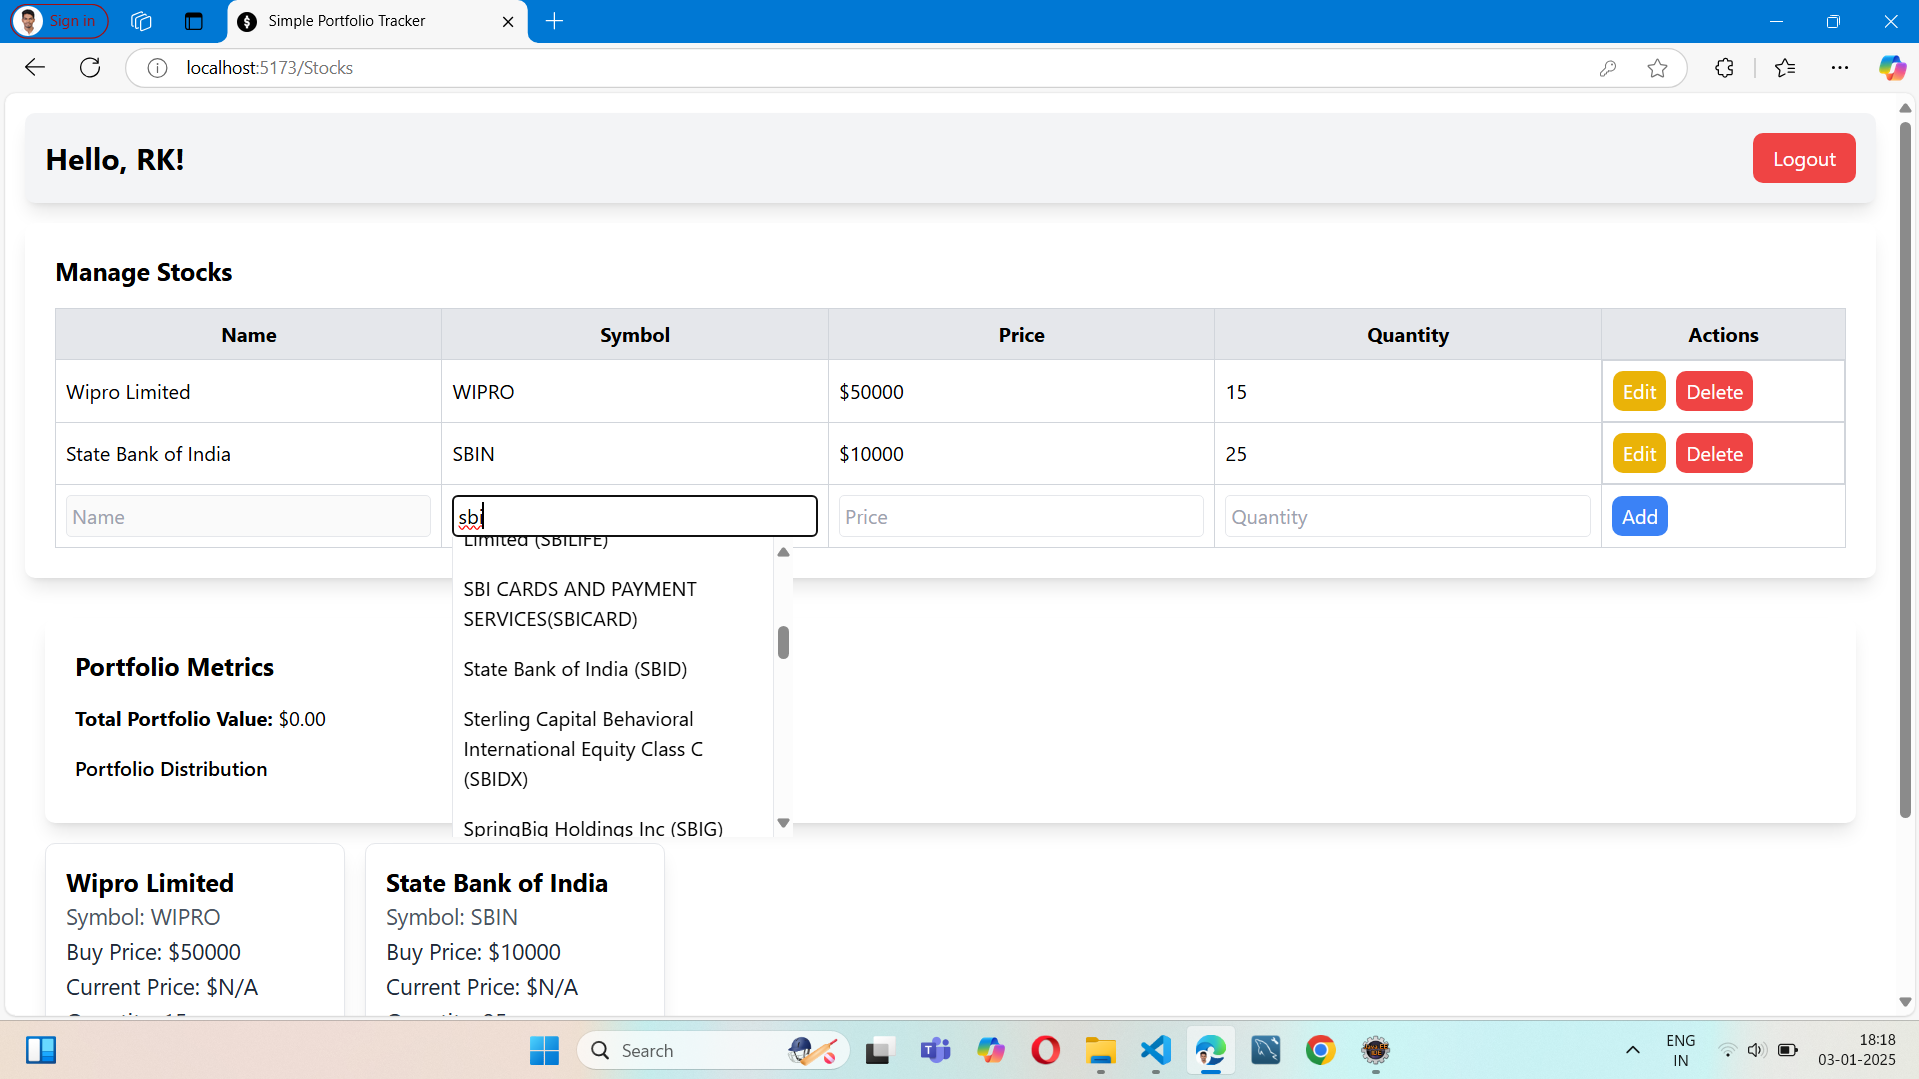 Sign in
Simple Portfolio Tracker
localhost:5173/Stocks
Hello, RK!
Logout
Manage Stocks
Name Symbol Price Quantity Actions
Wipro Limited WIPRO $50000 15 Edit Delete
State Bank of India SBIN $10000 25 Edit Delete
Name sbi Price Quantity Add
Limited (SBILIFE)
SBI CARDS AND PAYMENT
SERVICES(SBICARD)
State Bank of India (SBID)
Sterling Capital Behavioral
International Equity Class C
(SBIDX)
SpringBig Holdings Inc (SBIG)
Portfolio Metrics
Total Portfolio Value: $0.00
Portfolio Distribution
Wipro Limited
Symbol: WIPRO
Buy Price: $50000
Current Price: $N/A
State Bank of India
Symbol: SBIN
Buy Price: $10000
Current Price: $N/A
Search
ENG
IN
18:18
03-01-2025